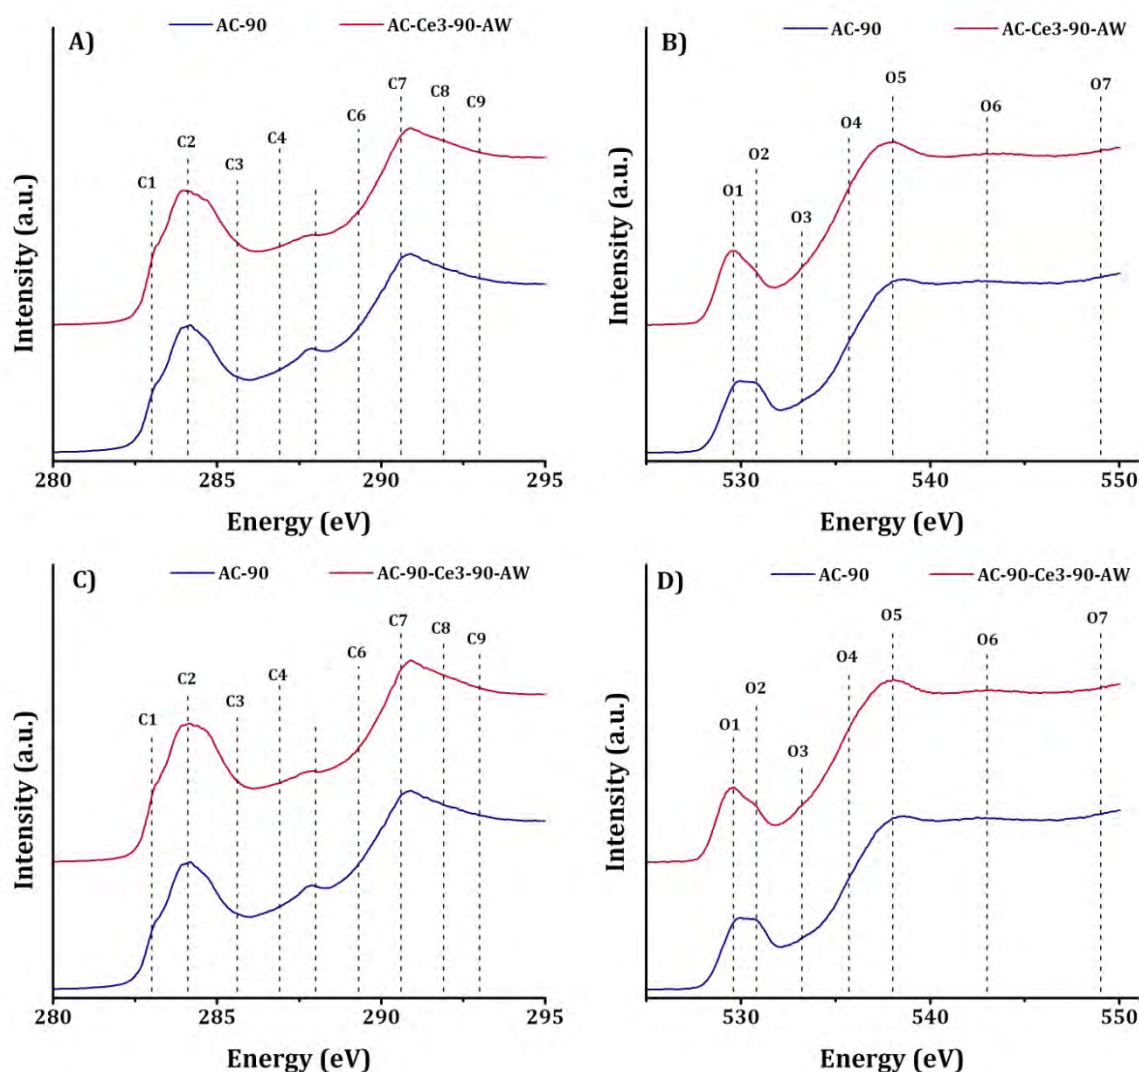 A)
AC-90
AC-Ce3-90-AW
C1
C2
C3
C4
C6
C7
C8
C9
Intensity (a.u.)
280
285
290
295
Energy (eV)
B)
AC-90
AC-Ce3-90-AW
O1
O2
O3
O4
O5
O6
O7
Intensity (a.u.)
530
540
550
Energy (eV)
C)
AC-90
AC-90-Ce3-90-AW
C1
C2
C3
C4
C6
C7
C8
C9
Intensity (a.u.)
280
285
290
295
Energy (eV)
D)
AC-90
AC-90-Ce3-90-AW
O1
O2
O3
O4
O5
O6
O7
Intensity (a.u.)
530
540
550
Energy (eV)